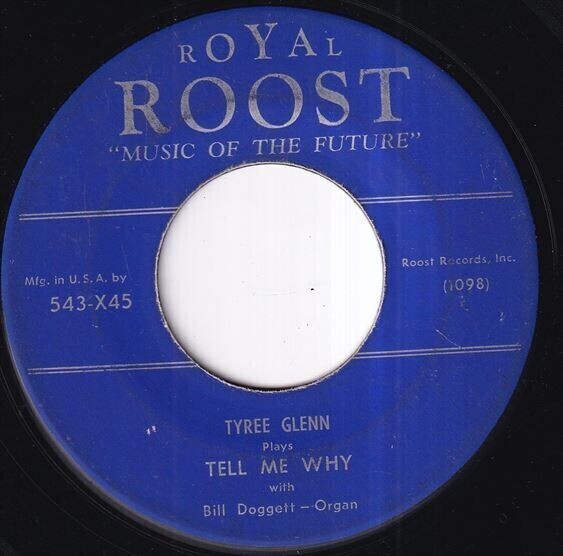 ROYAL
ROOST
"MUSIC OF THE FUTURE"
Mfg. in U.S.A. by
543-X45
Roost Records, Inc.
(1098)
TYREE GLENN
Plays
TELL ME WHY
with
Bill Doggett - Organ